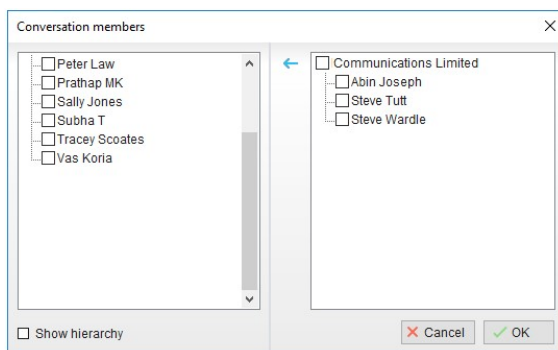 Conversation members
Peter Law
Prathap MK
Sally Jones
Subha T
Tracey Scoates
Vas Koria
Communications Limited
Abin Joseph
Steve Tutt
Steve Wardle
Show hierarchy
Cancel
OK